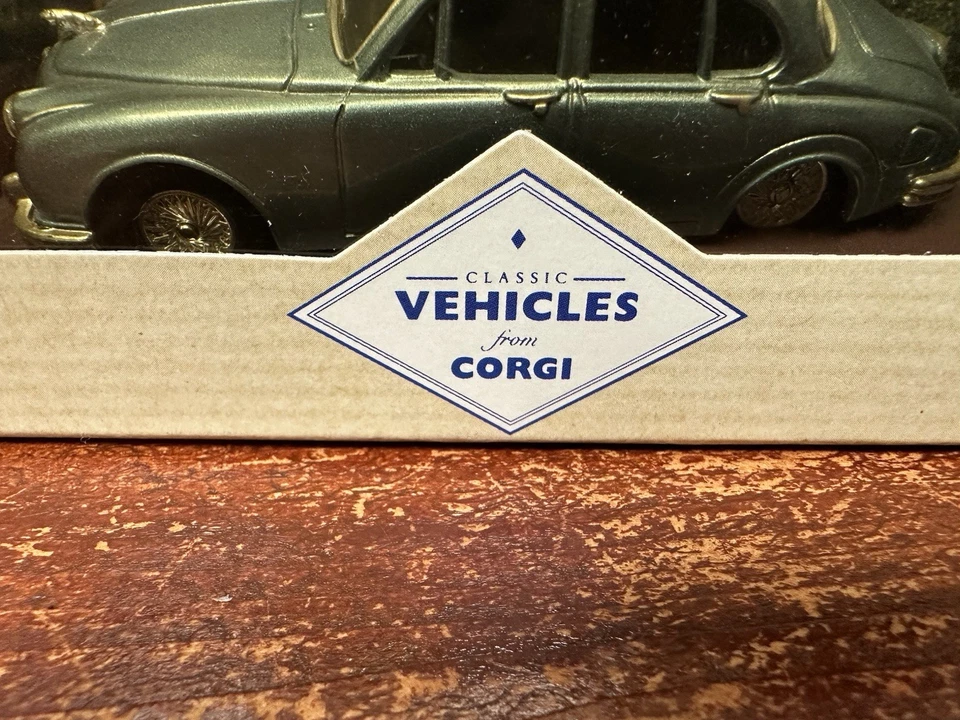 CLASSIC
VEHICLES
from
CORGI